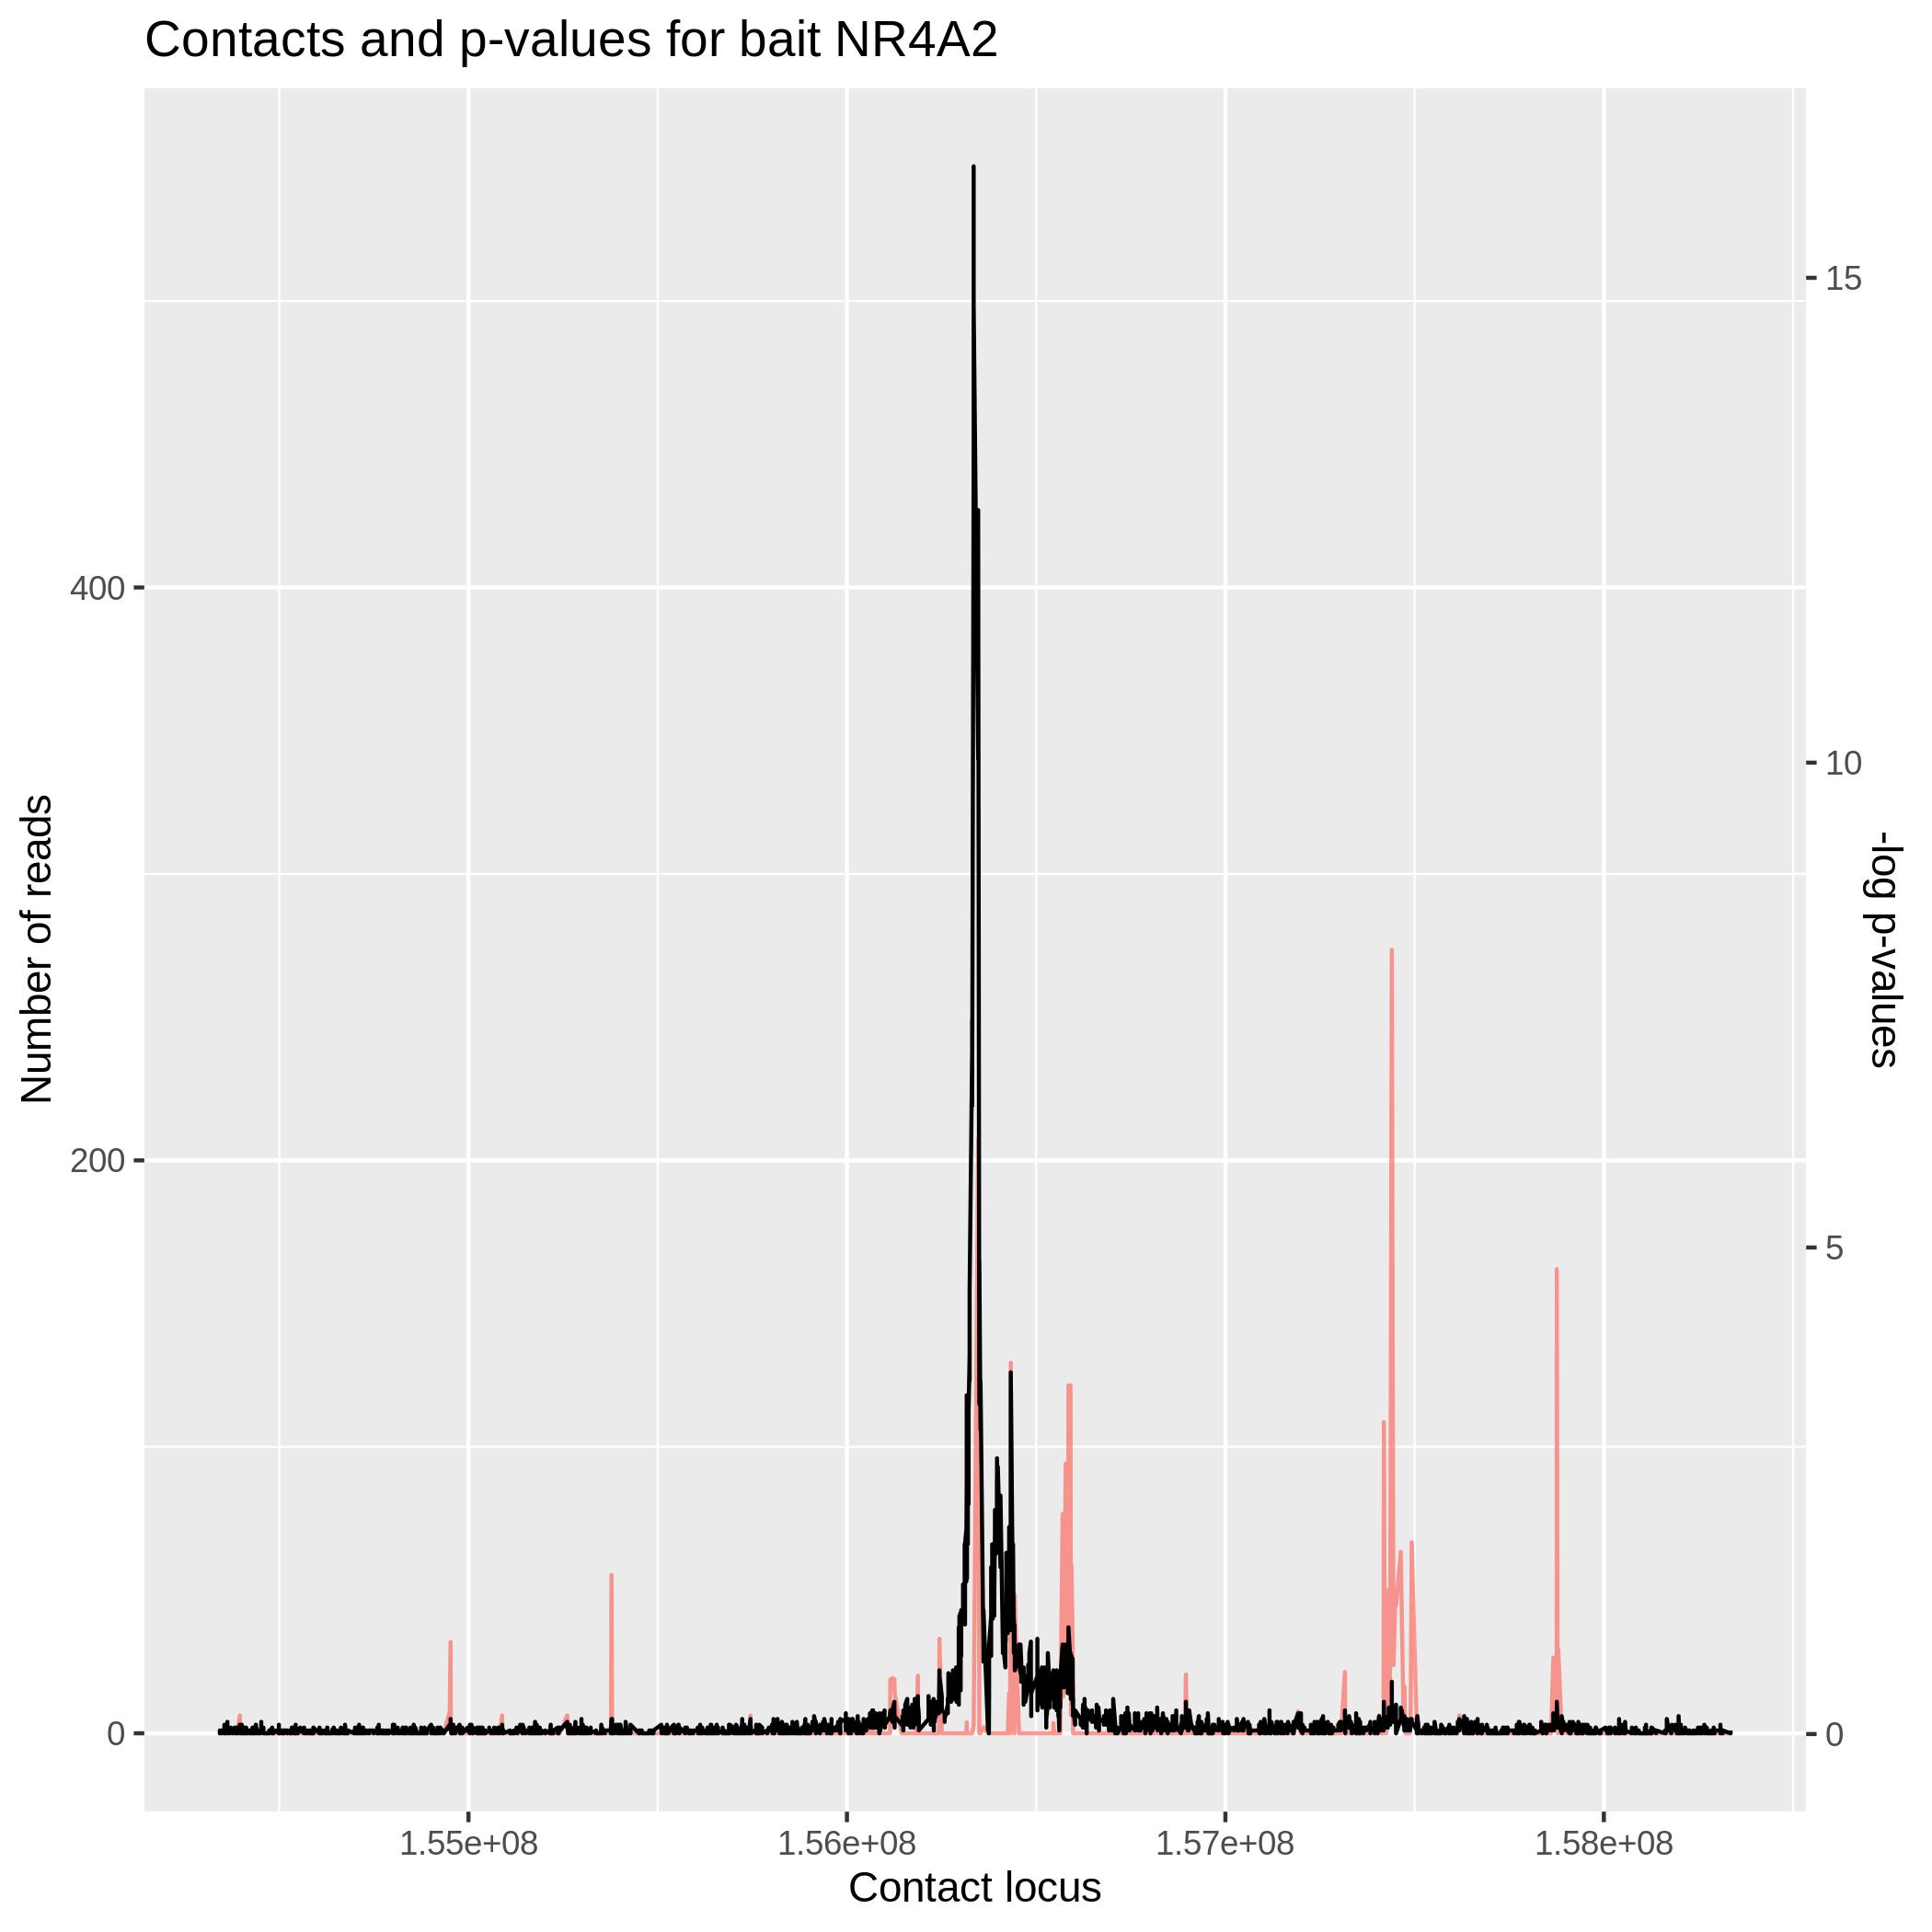 Contacts and p-values for bait NR4A2
Number of reads
400
200
0
15
10
5
0
-log p-values
1.55e+08
1.56e+08
1.57e+08
1.58e+08
Contact locus